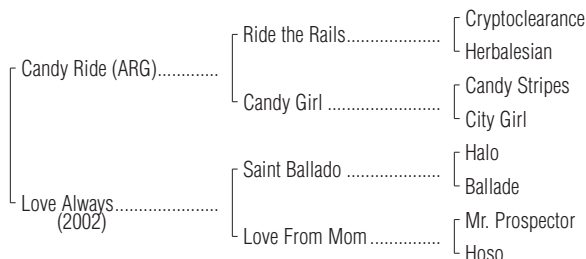 Cryptoclearance
Ride the Rails
Herbalesian
Candy Ride (ARG)
Candy Stripes
Candy Girl
City Girl
Halo
Saint Ballado
Ballade
Love Always
(2002)
Mr. Prospector
Love From Mom
Hoso